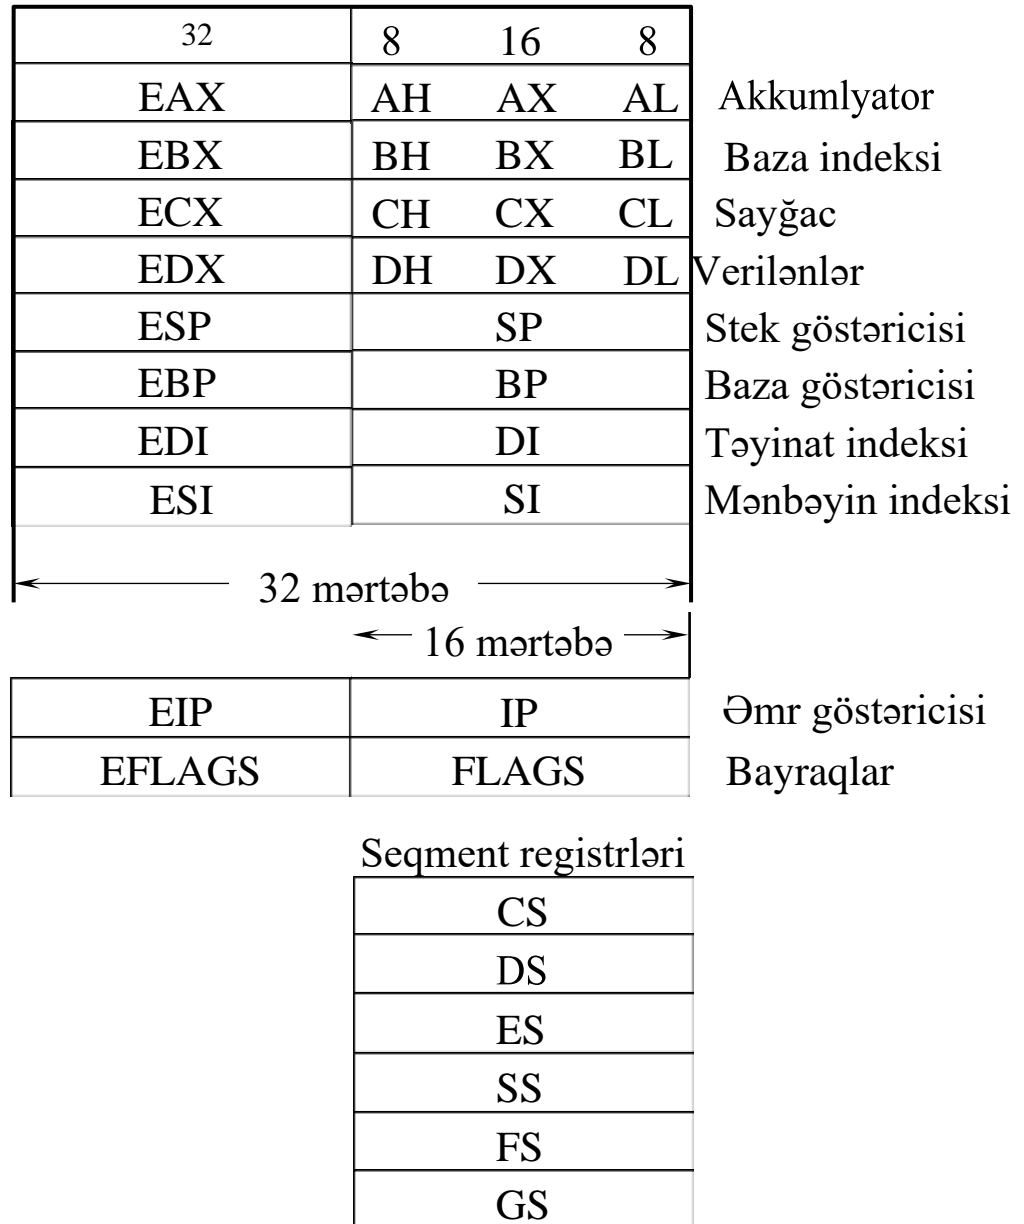 32 8 16 8
EAX AH AX AL Akkumlyator
EBX BH BX BL Baza indeksi
ECX CH CX CL Sayğac
EDX DH DX DL Verilənlər
ESP SP Stek göstəricisi
EBP BP Baza göstəricisi
EDI DI Təyinat indeksi
ESI SI Mənbəyin indeksi
32 mərtəbə
16 mərtəbə
EIP IP Əmr göstəricisi
EFLAGS FLAGS Bayraqlar
Seqment registrləri
CS
DS
ES
SS
FS
GS